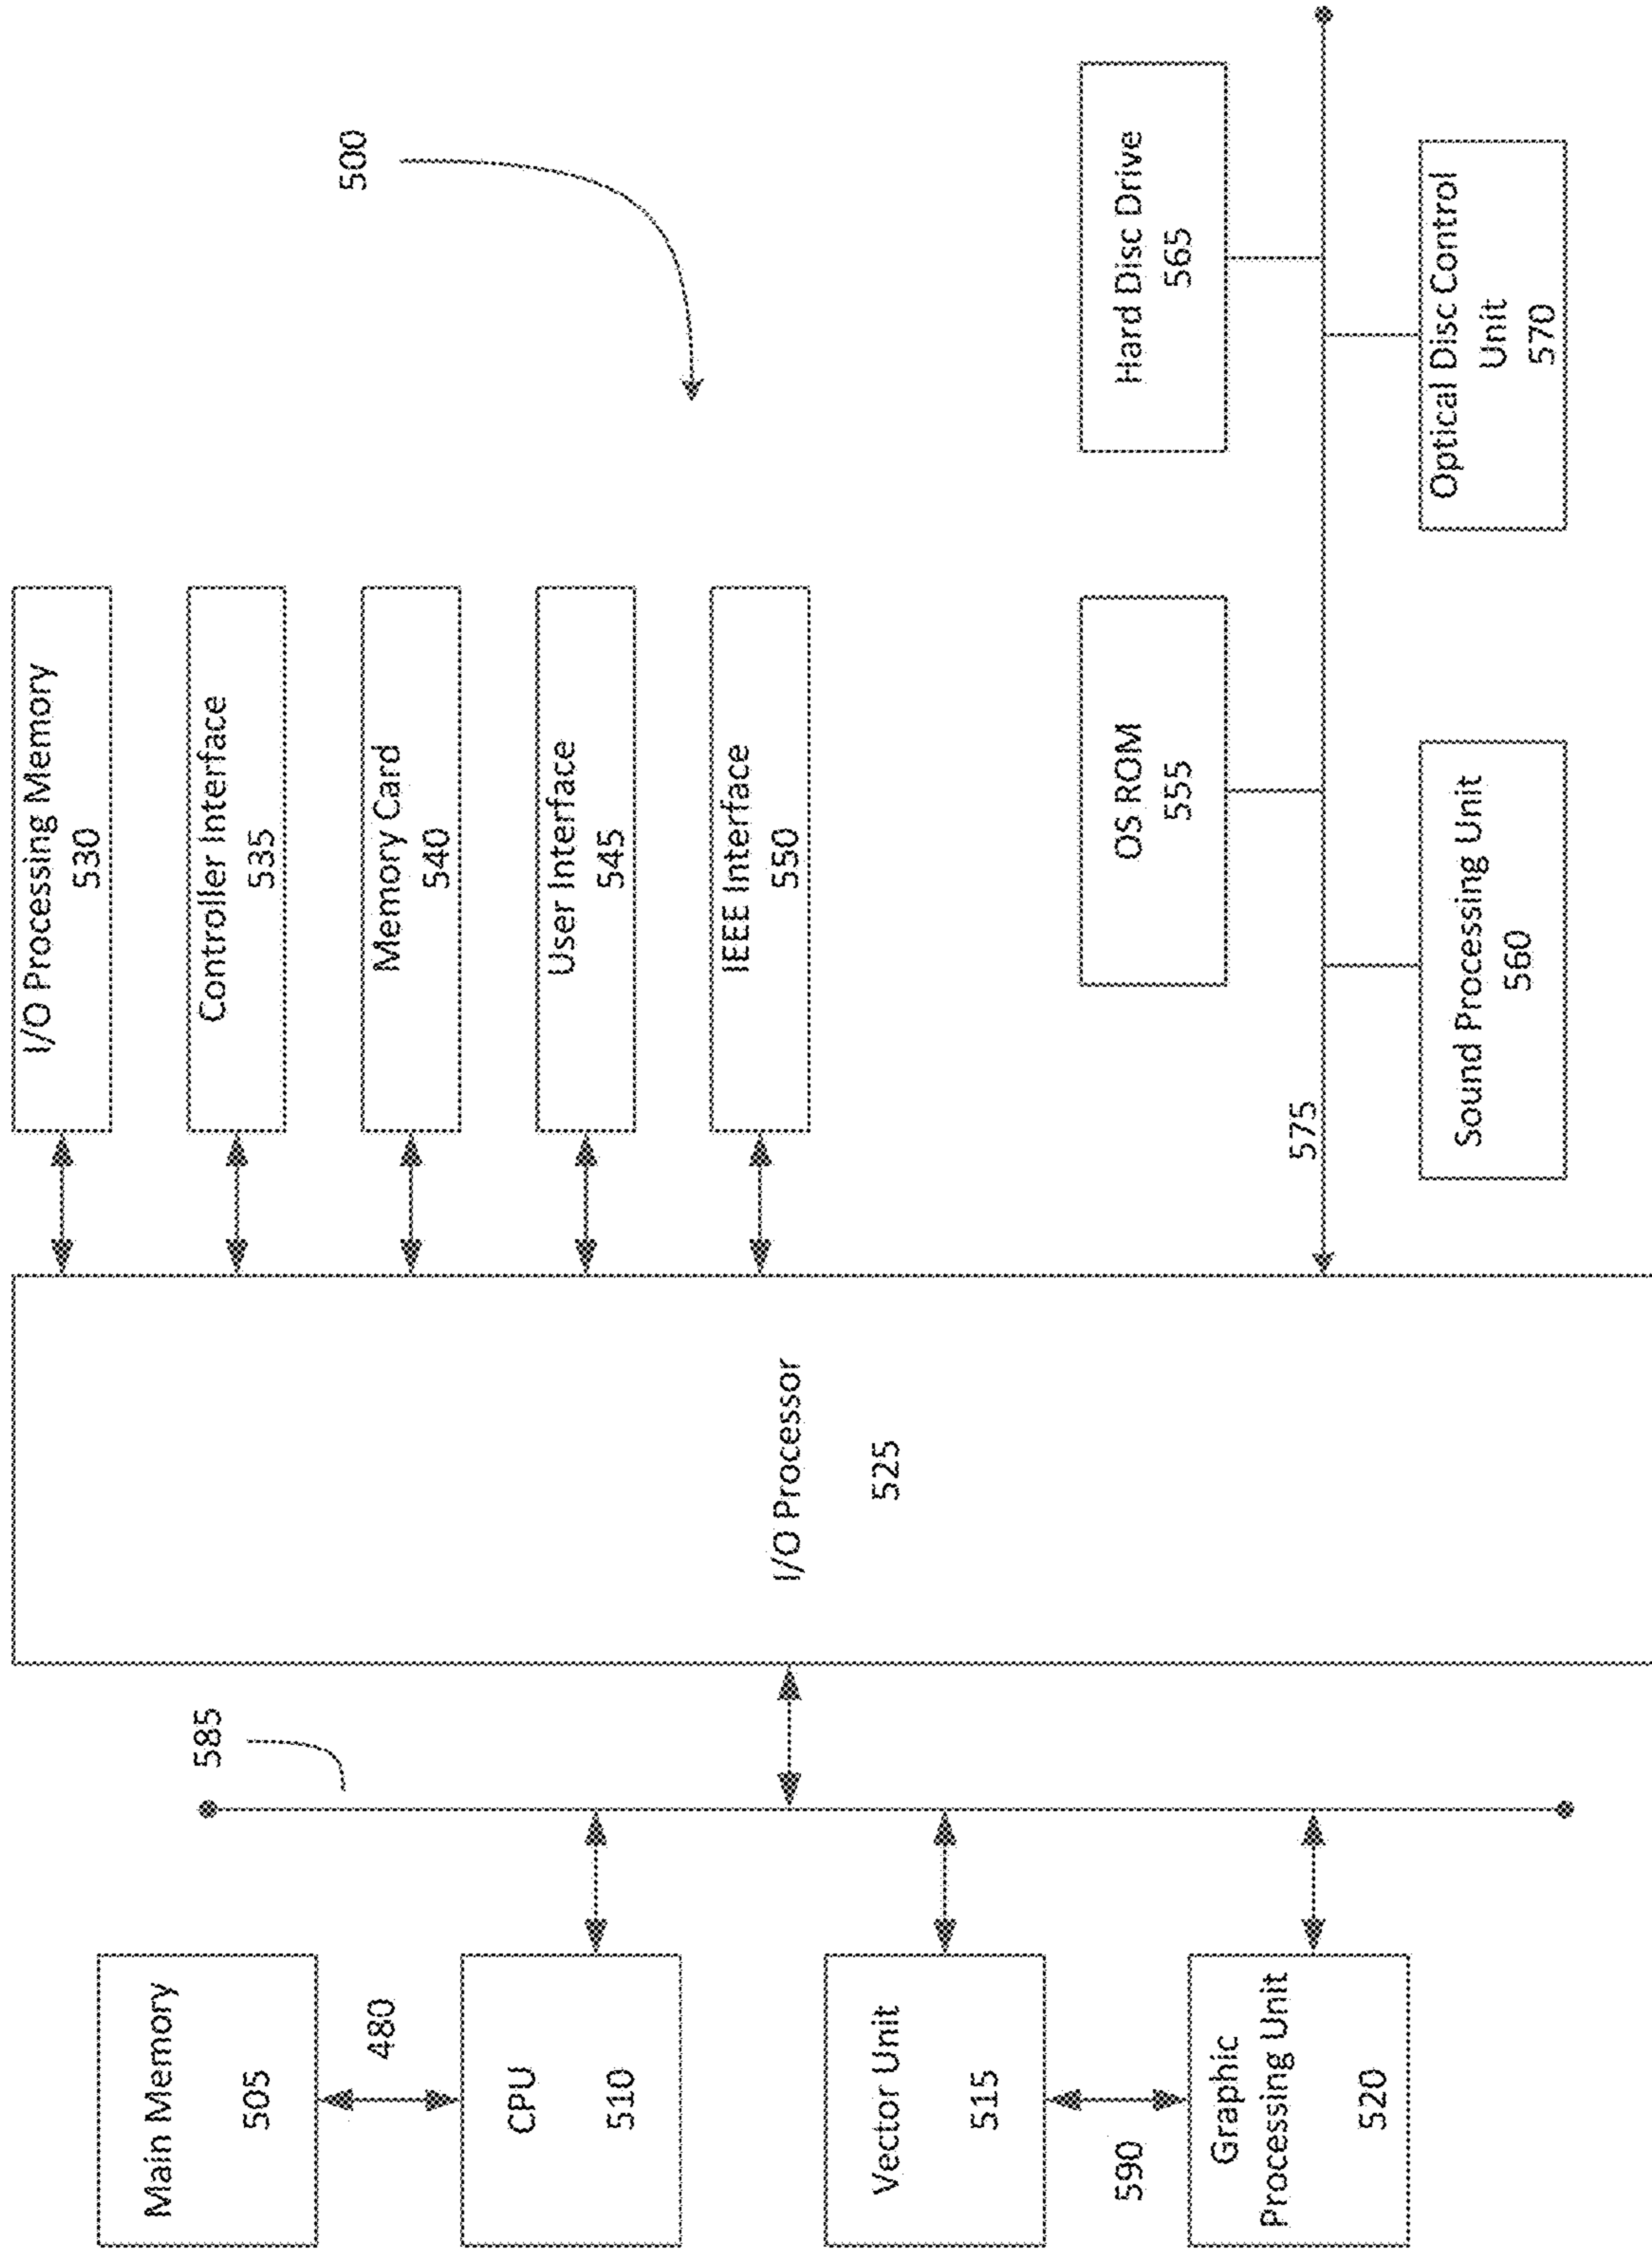 Main Memory
505
480
CPU
510
Vector Unit
515
590
Graphic
Processing Unit
520
585
I/O Processor
525
I/O Processing Memory
530
Controller Interface
535
Memory Card
540
User Interface
545
IEEE Interface
550
500
575
OS ROM
555
Hard Disc Drive
565
Sound Processing Unit
560
Optical Disc Control
Unit
570